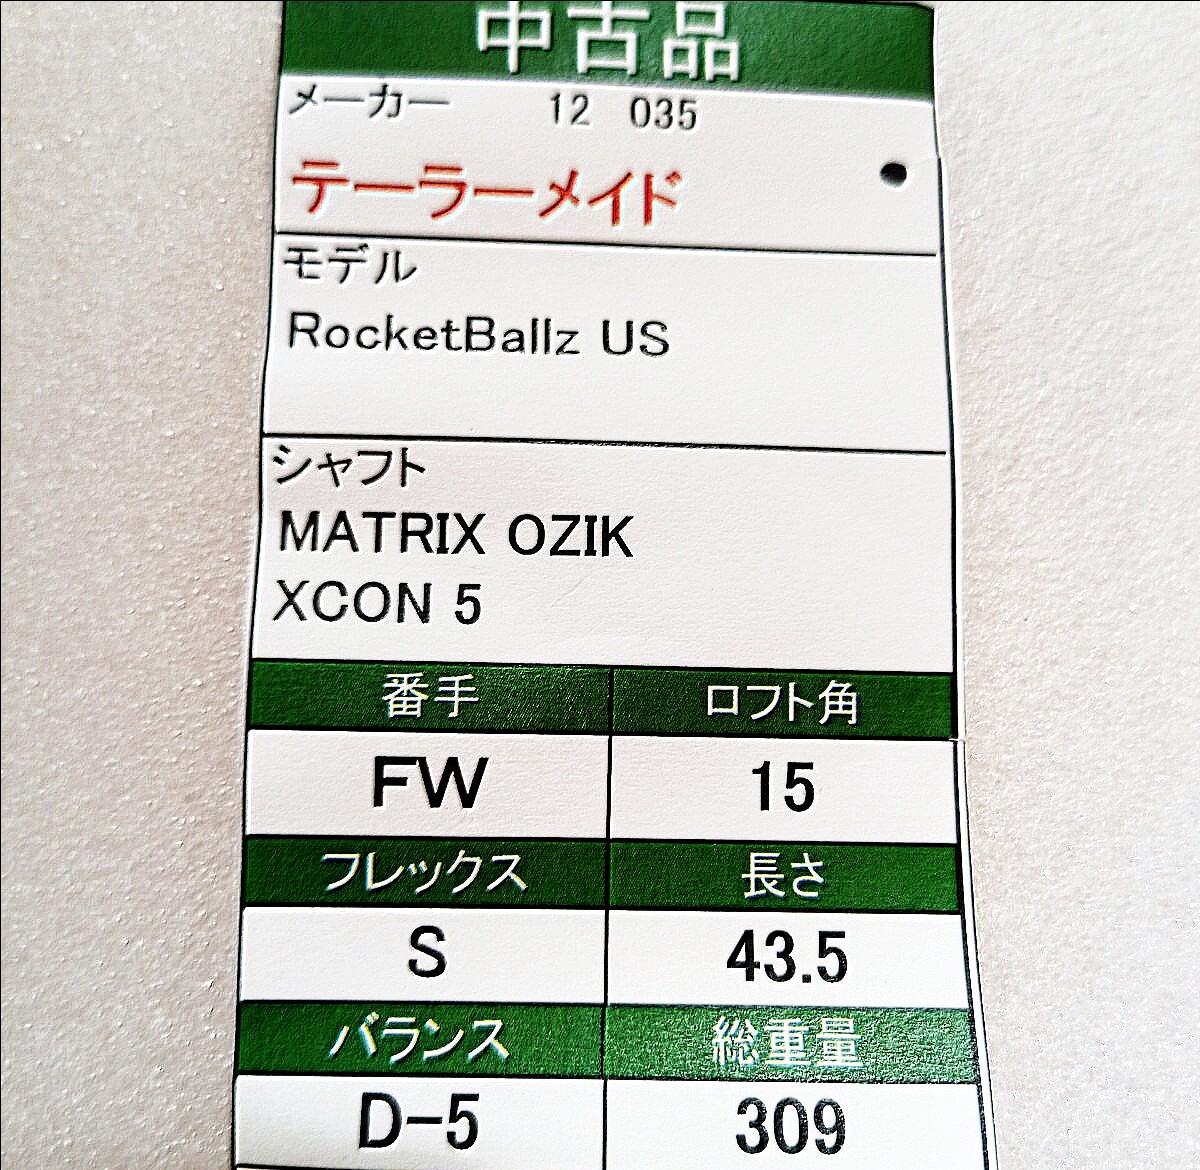 中古品
メーカー 12 035
テーラーメイド
モデル
RocketBallz US
シャフト
MATRIX OZIK
XCON 5
番手 ロフト角
FW 15
フレックス 長さ
S 43.5
バランス 総重量
D-5 309